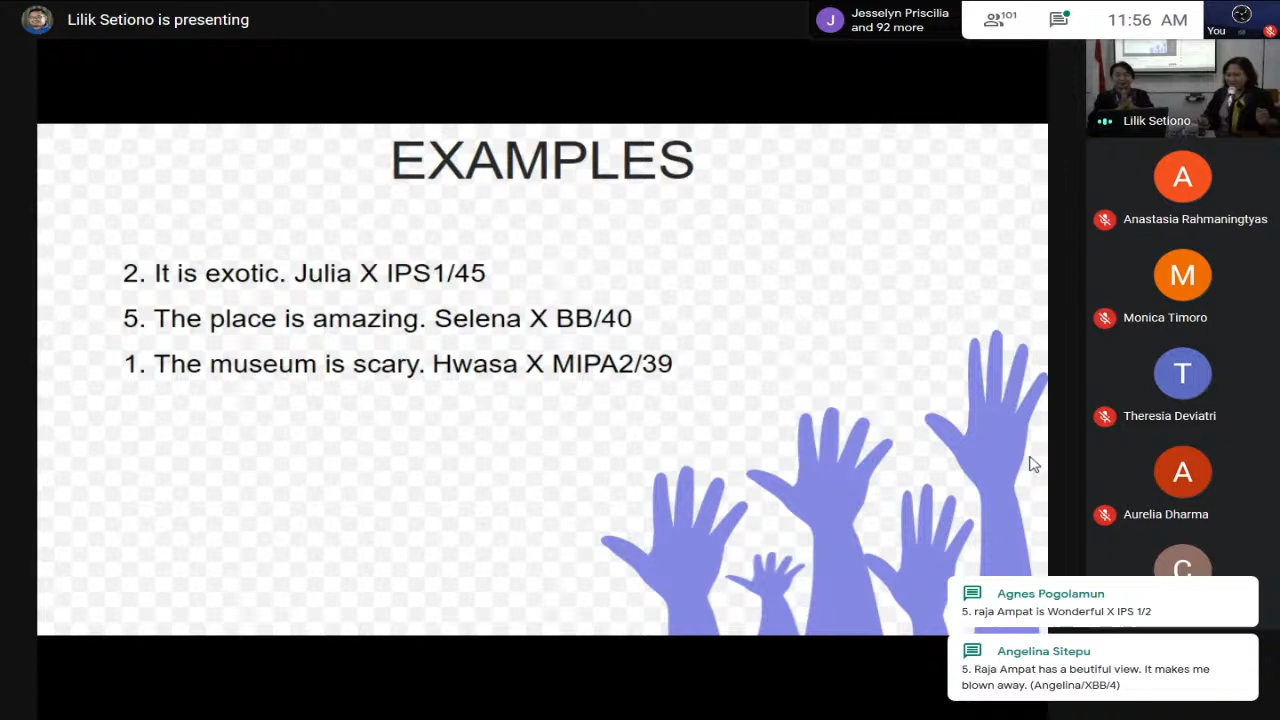 Lilik Setiono is presenting
Jesselyn Priscilia
and 92 more
101
11:56 AM
You
EXAMPLES
2. It is exotic. Julia X IPS1/45
5. The place is amazing. Selena X BB/40
1. The museum is scary. Hwasa X MIPA2/39
J
Lilik Setiono
A
Anastasia Rahmaningtyas
M
Monica Timoro
T
Theresia Deviatri
A
Aurelia Dharma
C
Agnes Pogolamun
5. raja Ampat is Wonderful X IPS 1/2
Angelina Sitepu
5. Raja Ampat has a beutiful view. It makes me
blown away. (Angelina/XBB/4)